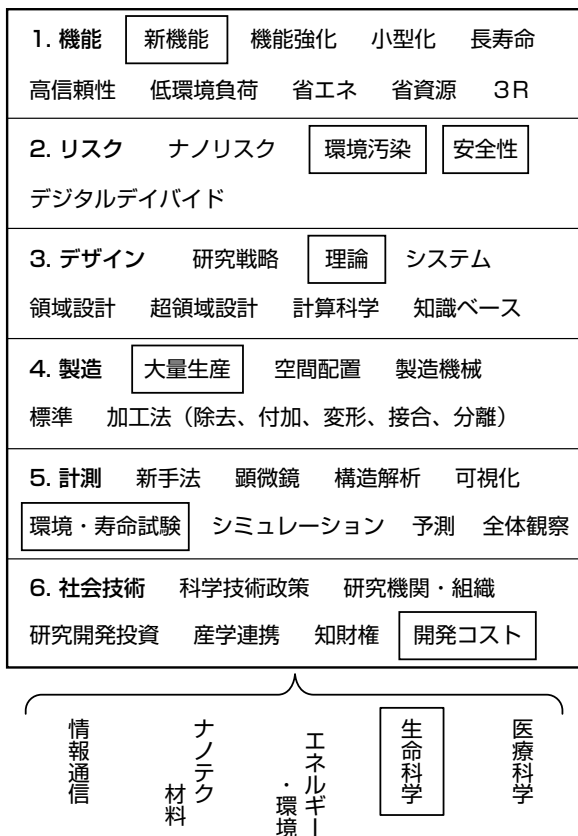 1. 機能 新機能 機能強化 小型化 長寿命
高信頼性 低環境負荷 省エネ 省資源 3R
2. リスク ナノリスク 環境汚染 安全性
デジタルデイバイド
3. デザイン 研究戦略 理論 システム
領域設計 超領域設計 計算科学 知識ベース
4. 製造 大量生産 空間配置 製造機械
標準 加工法（除去、付加、変形、接合、分離）
5. 計測 新手法 顕微鏡 構造解析 可視化
環境・寿命試験 シミュレーション 予測 全体観察
6. 社会技術 科学技術政策 研究機関・組織
研究開発投資 産学連携 知財権 開発コスト
情報通信
ナノテク
材料
エネルギー
・環境
生命科学
医療科学